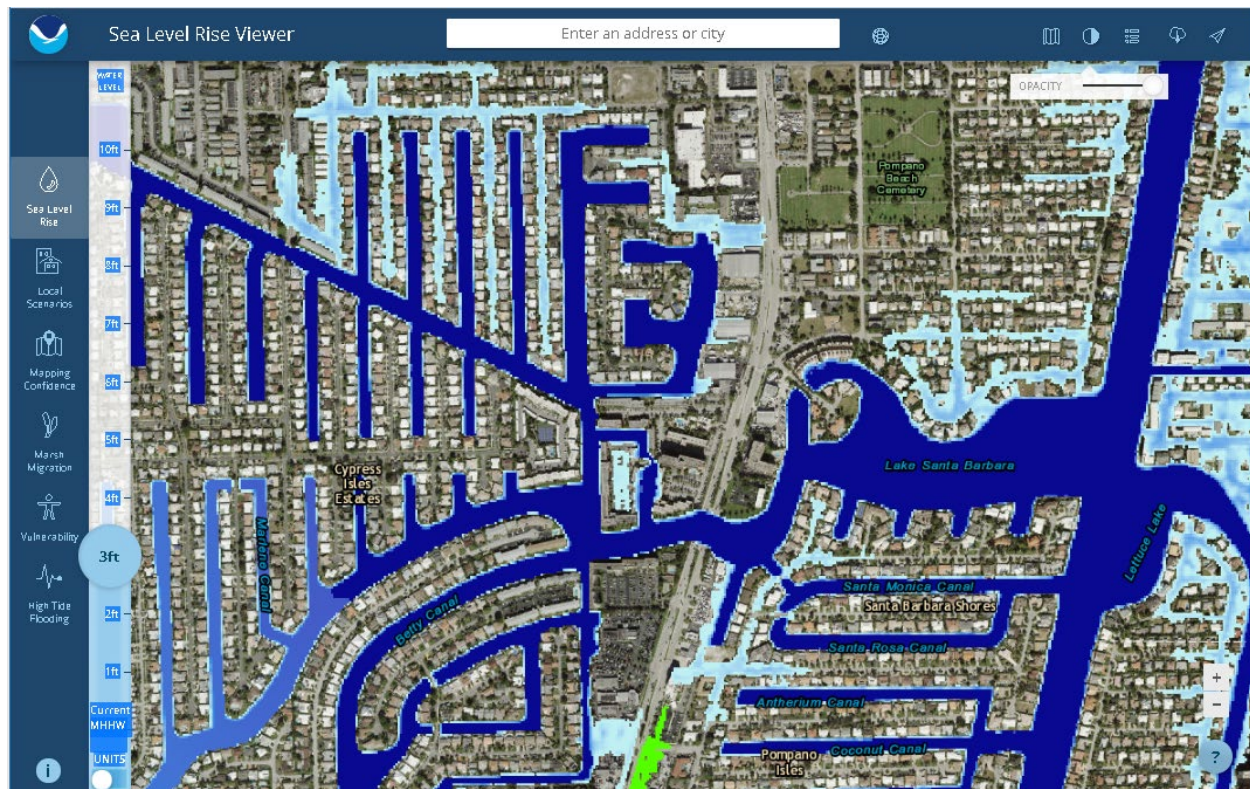 Sea Level Rise Viewer
Enter an address or city
OPACITY
WATER
LEVEL
10ft
9ft
8ft
7ft
6ft
5ft
4ft
3ft
2ft
1ft
Current
MHHW
UNITS
Sea Level
Rise
Local
Scenarios
Mapping
Confidence
Marsh
Migration
Vulnerability
High Tide
Flooding
i
Pompano
Beach
Cemetery
Cypress
Isles
Estates
Lake Santa Barbara
Marlene Canal
Lettuce Lake
Betty Canal
Santa Monica Canal
Santa Barbara Shores
Santa Rosa Canal
Antherium Canal
Pompano
Isles
Coconut Canal
+
−
?